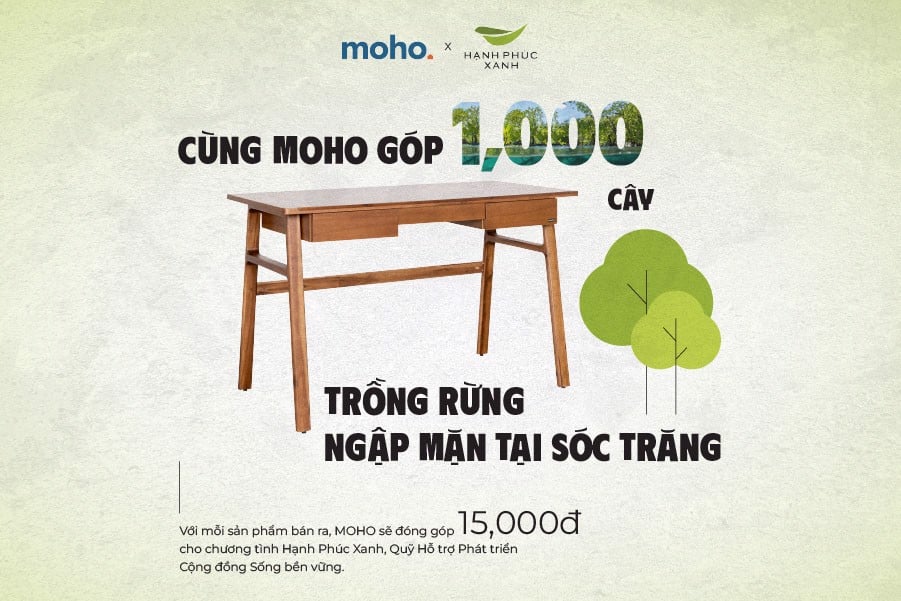 moho. x HẠNH PHÚC
XANH
CÙNG MOHO GÓP 1,000
CÂY
TRỒNG RỪNG
NGẬP MẶN TẠI SÓC TRĂNG
Với mỗi sản phẩm bán ra, MOHO sẽ đóng góp 15,000đ
cho chương tình Hạnh Phúc Xanh, Quỹ Hỗ trợ Phát triển
Cộng đồng Sống bền vững.